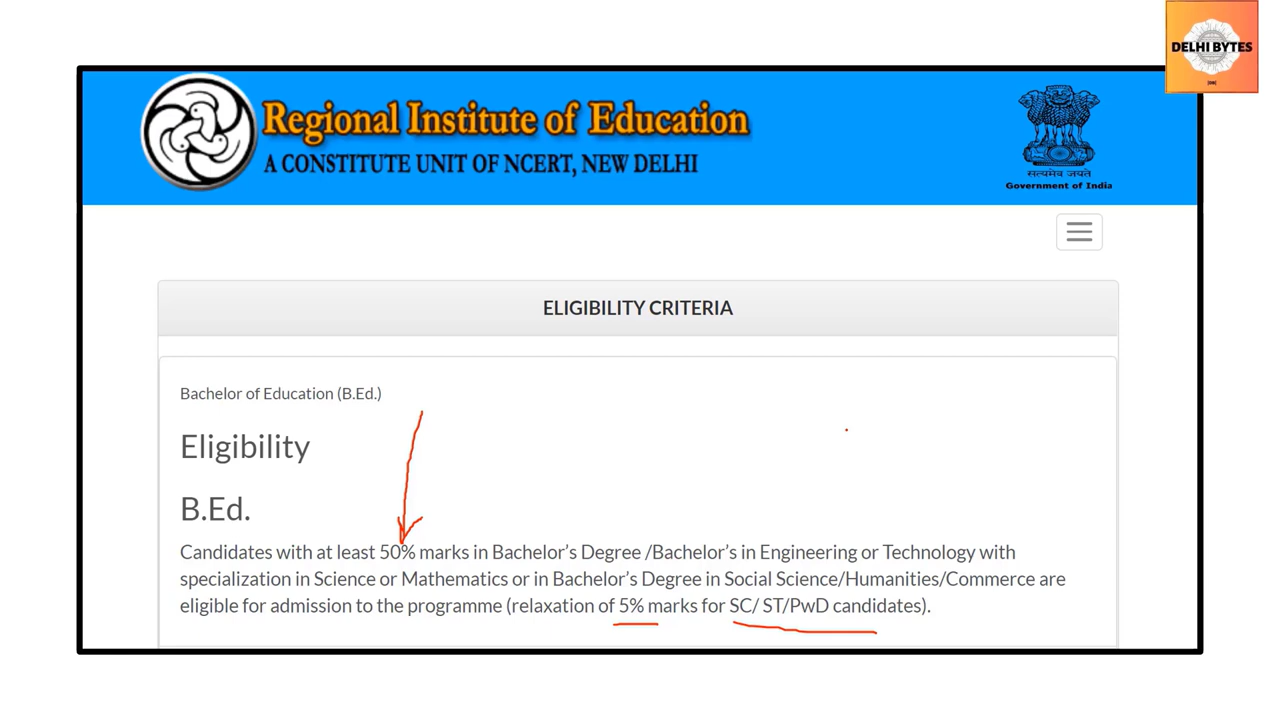 DELHI BYTES
Regional Institute of Education
A CONSTITUTE UNIT OF NCERT, NEW DELHI
सत्यमेव जयते
Government of India
ELIGIBILITY CRITERIA
Bachelor of Education (B.Ed.)
Eligibility
B.Ed.
Candidates with at least 50% marks in Bachelor's Degree /Bachelor's in Engineering or Technology with
specialization in Science or Mathematics or in Bachelor's Degree in Social Science/Humanities/Commerce are
eligible for admission to the programme (relaxation of 5% marks for SC/ ST/PwD candidates).